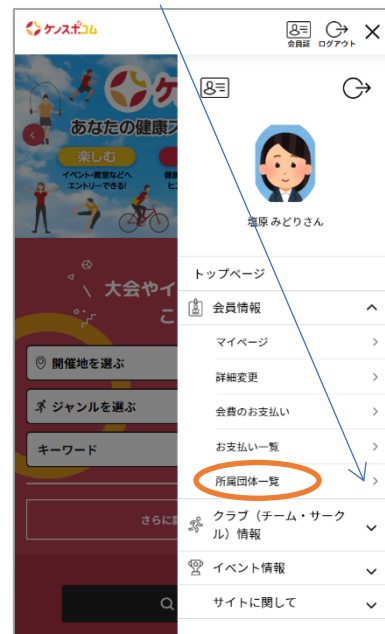 ケンスポコム
会員証 ログアウト
あなたの健康
楽しむ
イベント・教室などへ
エントリーできる!
塩原 みどりさん
大会やイ
こ
開催地を選ぶ
ジャンルを選ぶ
キーワード
さらに
トップページ
会員情報
マイページ
詳細変更
会費のお支払い
お支払い一覧
所属団体一覧
クラブ(チーム・サーク
ル)情報
イベント情報
サイトに関して